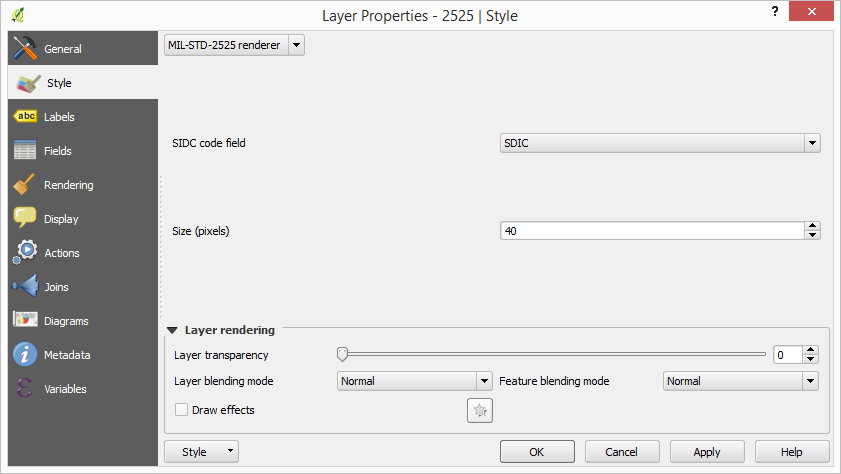 Layer Properties - 2525 | Style
?
General
MIL-STD-2525 renderer
Style
abc
Labels
SIDC code field
SDIC
Fields
Rendering
Size (pixels)
40
Display
Actions
Joins
Layer rendering
Diagrams
Layer transparency
0
Metadata
Layer blending mode
Normal
Feature blending mode
Normal
Variables
Draw effects
Style
OK
Cancel
Apply
Help